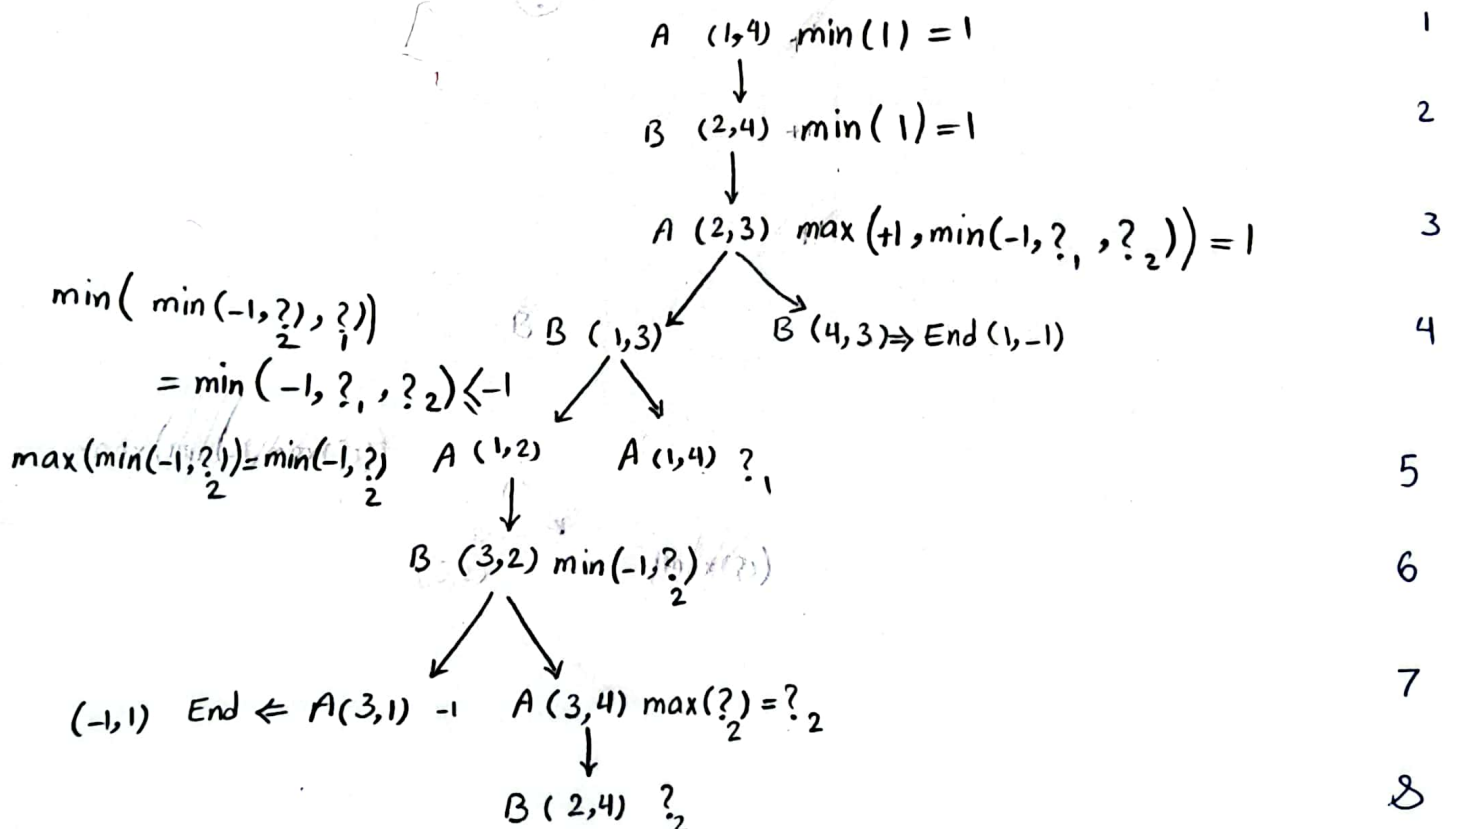 A (1,4) min(1) = 1 1
B (2,4) min(1) = 1 2
A (2,3) max(+1, min(-1, ?₁, ?₂)) = 1 3
min( min(-1, ?₂), ?₁)
B (1,3) B (4,3) ⇒ End (1,-1) 4
= min(-1, ?₁, ?₂) ≤ -1
max(min(-1, ?₂)) = min(-1, ?₂) A (1,2) A (1,4) ?₁ 5
B (3,2) min(-1, ?₂) 6
(-1,1) End ⇐ A(3,1) -1 A (3,4) max(?₂) = ?₂ 7
B (2,4) ?₂ 8